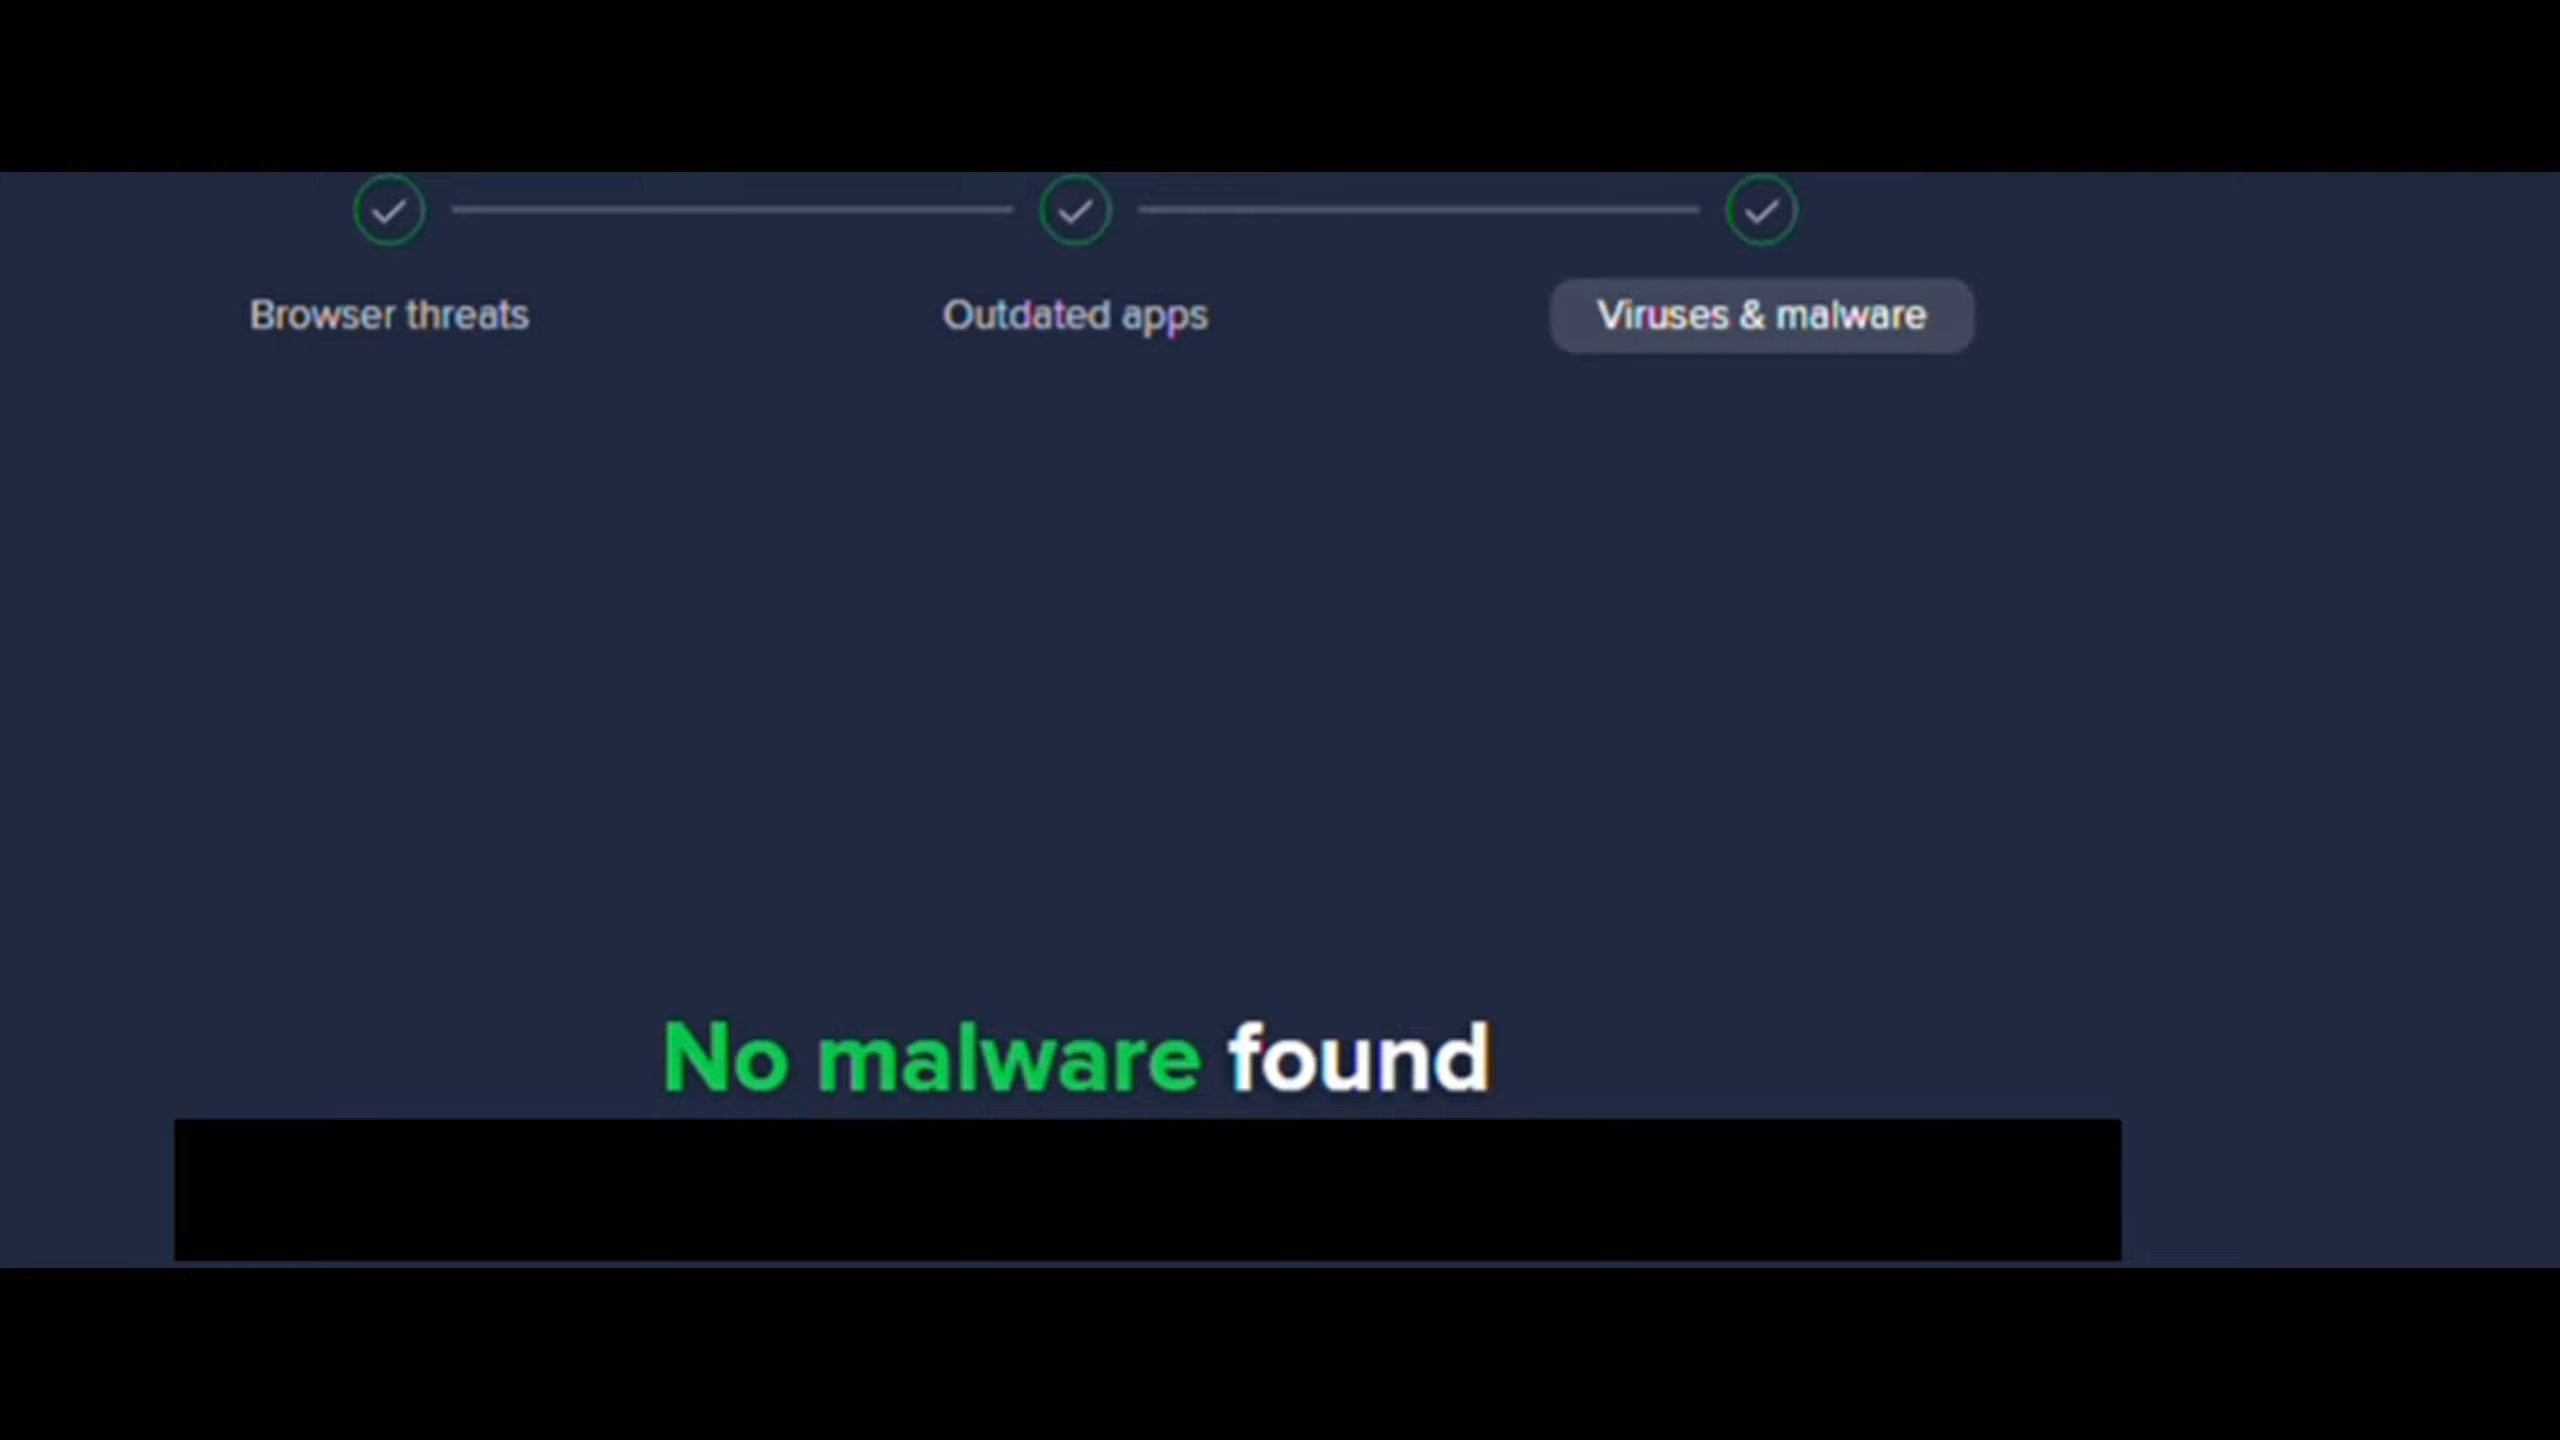 Browser threats
Outdated apps
Viruses & malware
No malware found